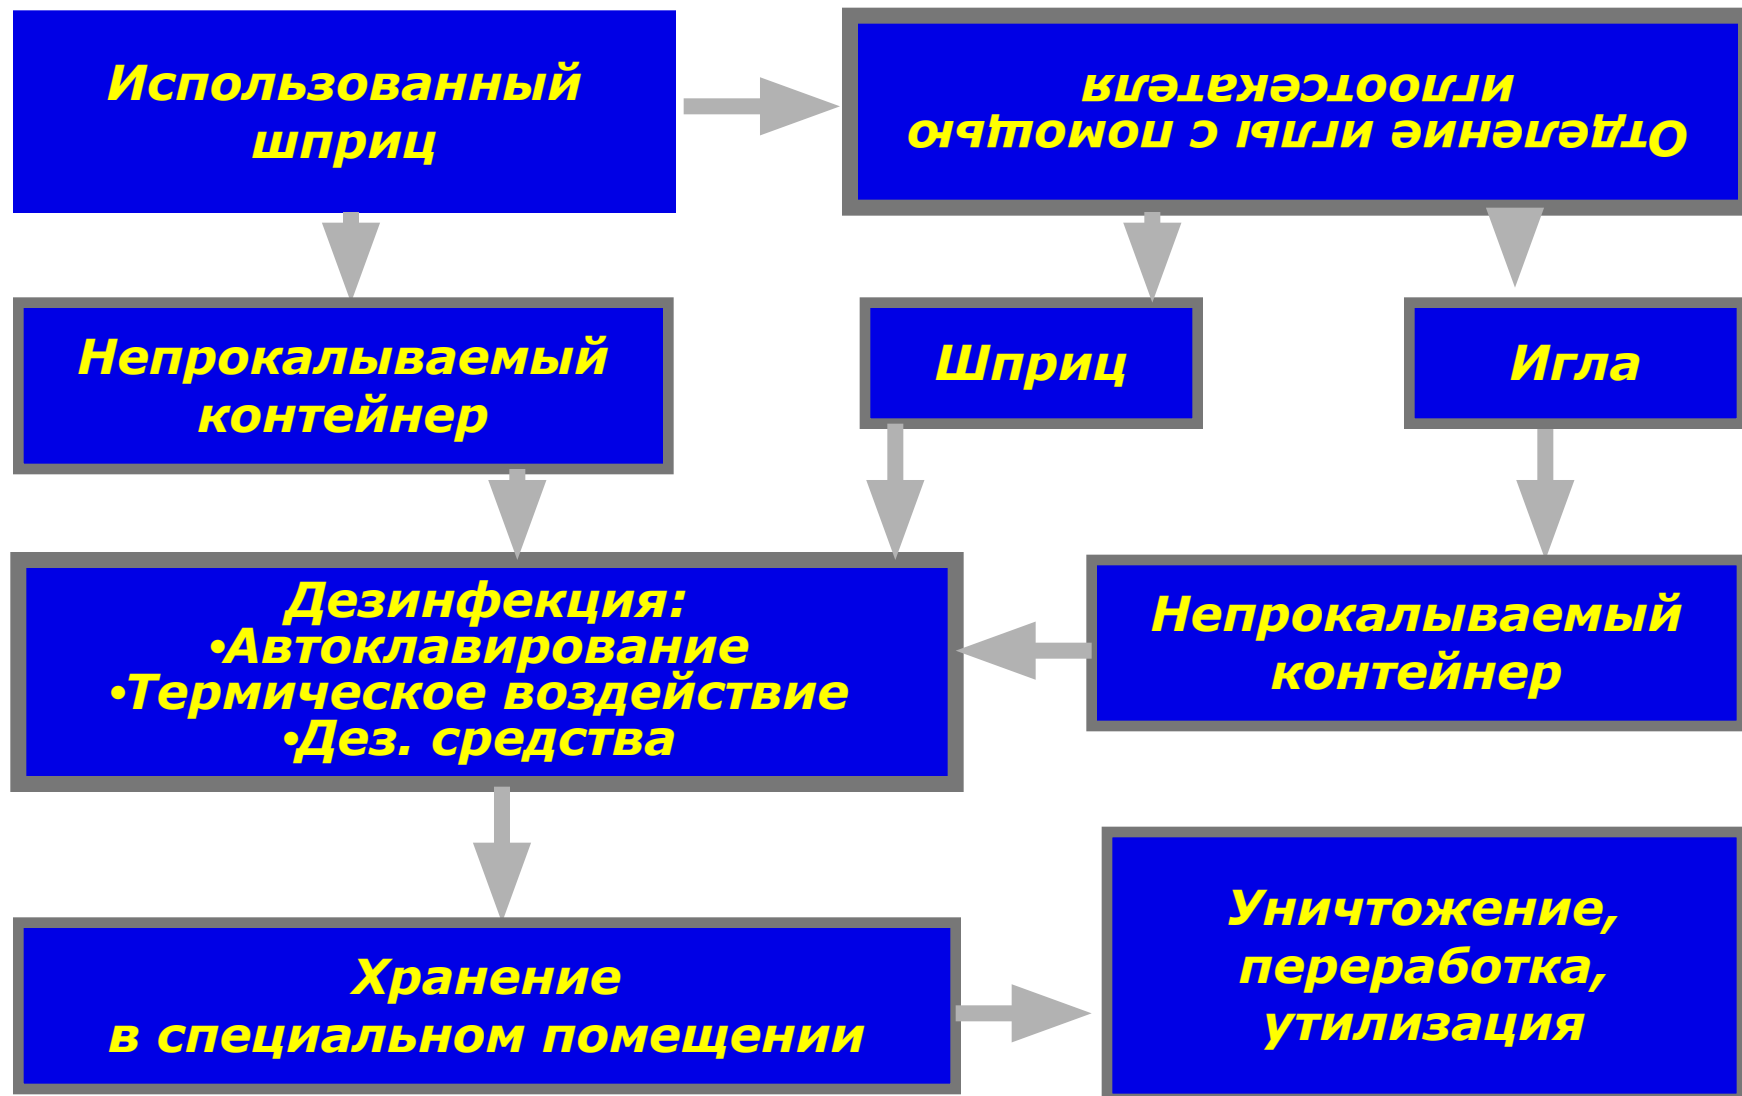 Использованный
шприц
Отделение иглы с помощью
иглоотсекателя
Непрокалываемый
контейнер
Шприц
Игла
Дезинфекция:
•Автоклавирование
•Термическое воздействие
•Дез. средства
Непрокалываемый
контейнер
Хранение
в специальном помещении
Уничтожение,
переработка,
утилизация